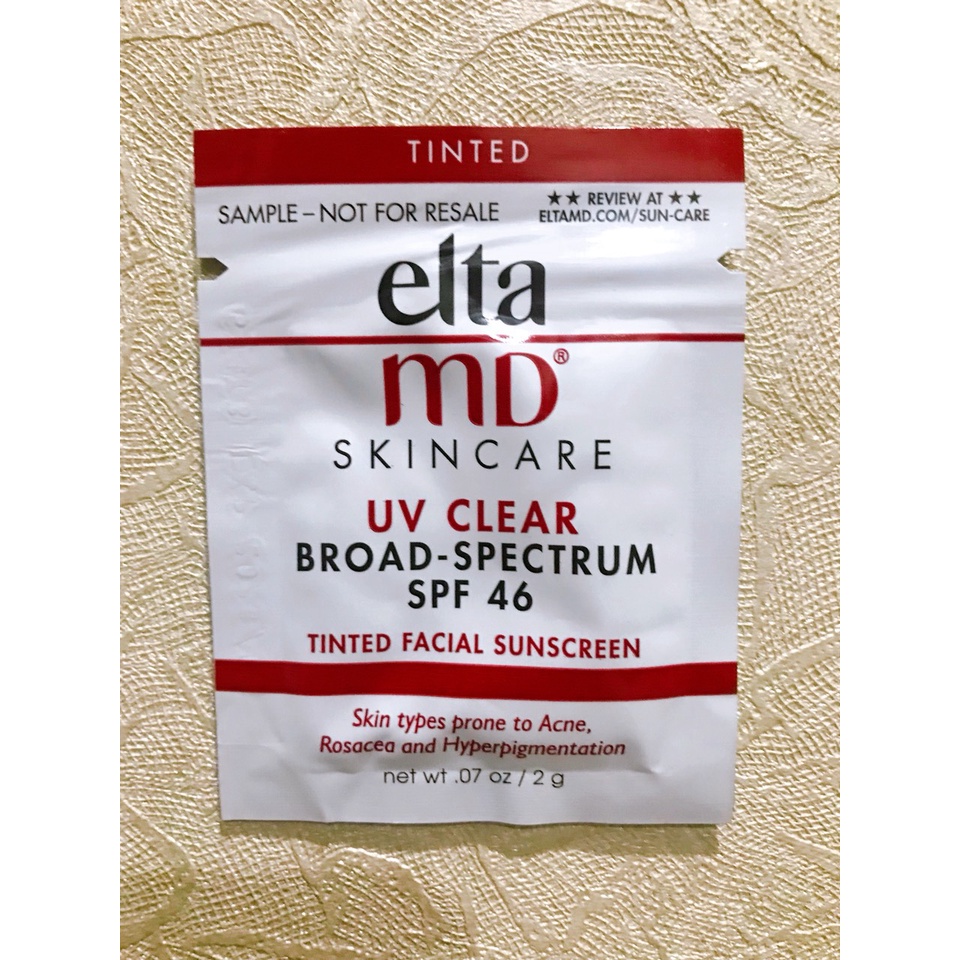 TINTED
SAMPLE – NOT FOR RESALE
★★ REVIEW AT ★★
ELTAMD.COM/SUN-CARE
elta
MD®
SKINCARE
UV CLEAR
BROAD-SPECTRUM
SPF 46
TINTED FACIAL SUNSCREEN
Skin types prone to Acne,
Rosacea and Hyperpigmentation
net wt .07 oz / 2 g